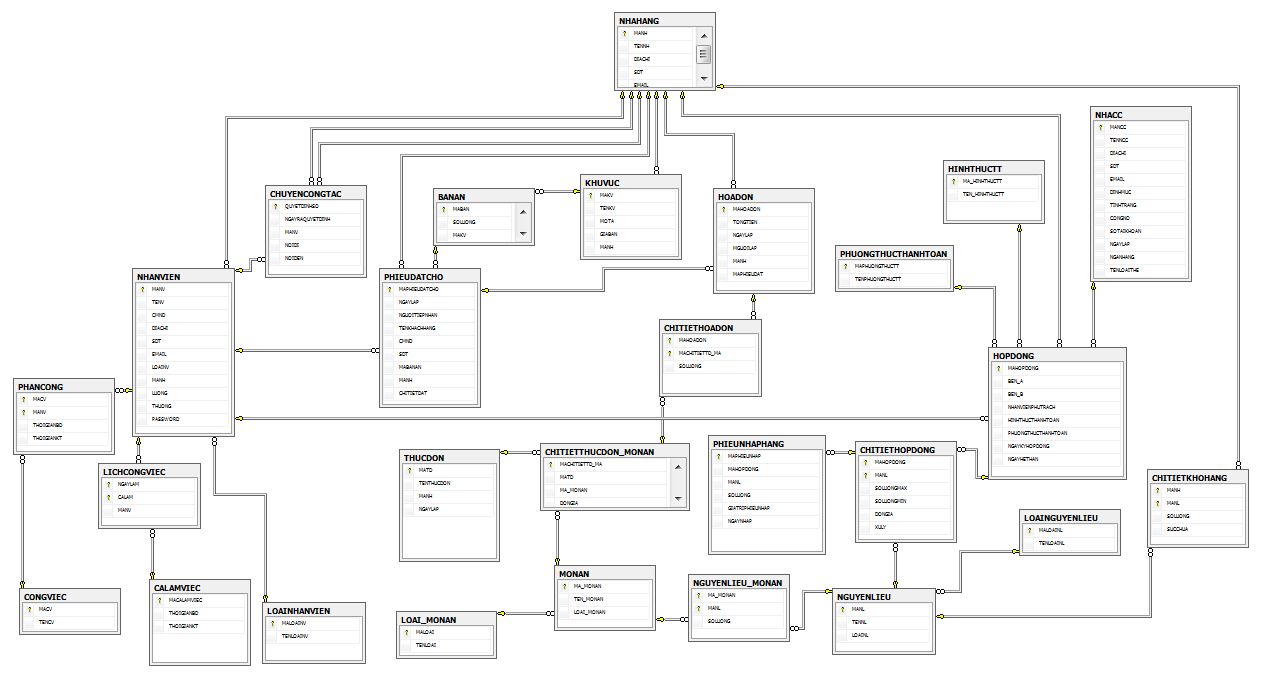 NHAHANG
MANH
TENNH
DIACHI
SDT
EMAIL
NHACC
MANCC
TENNCC
DIACHI
SDT
EMAIL
DINHMUC
TINHTRANG
CONGNO
SOTAIKHOAN
NGAYLAP
NGANHANG
TENLOAITHE
HINHTHUCTT
MA_HINHTHUCTT
TEN_HINHTHUCTT
CHUYENCONGTAC
QUYETDINHSO
NGAYRAQUYETDINH
MANV
NOIDI
NOIDEN
BANAN
MABAN
SOLUONG
MAKV
KHUVUC
MAKV
TENKV
MOTA
GIABAN
MANH
HOADON
MAHOADON
TONGTIEN
NGAYLAP
NGUOILAP
MANH
MAPHIEUDAT
PHUONGTHUCTHANHTOAN
MAPHUONGTHUCTT
TENPHUONGTHUCTT
NHANVIEN
MANV
TENV
CMND
DIACHI
SDT
EMAIL
LOAINV
MANH
LUONG
THUONG
PASSWORD
PHIEUDATCHO
MAPHIEUDATCHO
NGAYLAP
NGUOITIEPNHAN
TENKHACHHANG
CMND
SDT
MABANAN
MANH
CHITIETDAT
CHITIETHOADON
MAHOADON
MACHITIETTD_MA
SOLUONG
HOPDONG
MAHOPDONG
BEN_A
BEN_B
NHANVIENPHUTRACH
HINHTHUCTHANHTOAN
PHUONGTHUCTHANHTOAN
NGAYKYHOPDONG
NGAYHETHAN
PHANCONG
MACV
MANV
THOIGIANBD
THOIGIANKT
LICHCONGVIEC
NGAYLAM
CALAM
MANV
THUCDON
MATD
TENTHUCDON
MANH
NGAYLAP
CHITIETTHUCDON_MONAN
MACHITIETTD_MA
MATD
MA_MONAN
DONGIA
PHIEUNHAPHANG
MAPHIEUNHAP
MAHOPDONG
MANL
SOLUONG
GIATRIPHIEUNHAP
NGAYNHAP
CHITIETHOPDONG
MAHOPDONG
MANL
SOLUONGMAX
SOLUONGMIN
DONGIA
XULY
CHITIETKHOHANG
MANH
MANL
SOLUONG
SUCCHUA
LOAINGUYENLIEU
MALOAINL
TENLOAINL
CONGVIEC
MACV
TENCV
CALAMVIEC
MACALAMVIEC
THOIGIANBD
THOIGIANKT
LOAINHANVIEN
MALOAINV
TENLOAINV
LOAI_MONAN
MALOAI
TENLOAI
MONAN
MA_MONAN
TEN_MONAN
LOAI_MONAN
NGUYENLIEU_MONAN
MA_MONAN
MANL
SOLUONG
NGUYENLIEU
MANL
TENNL
LOAINL